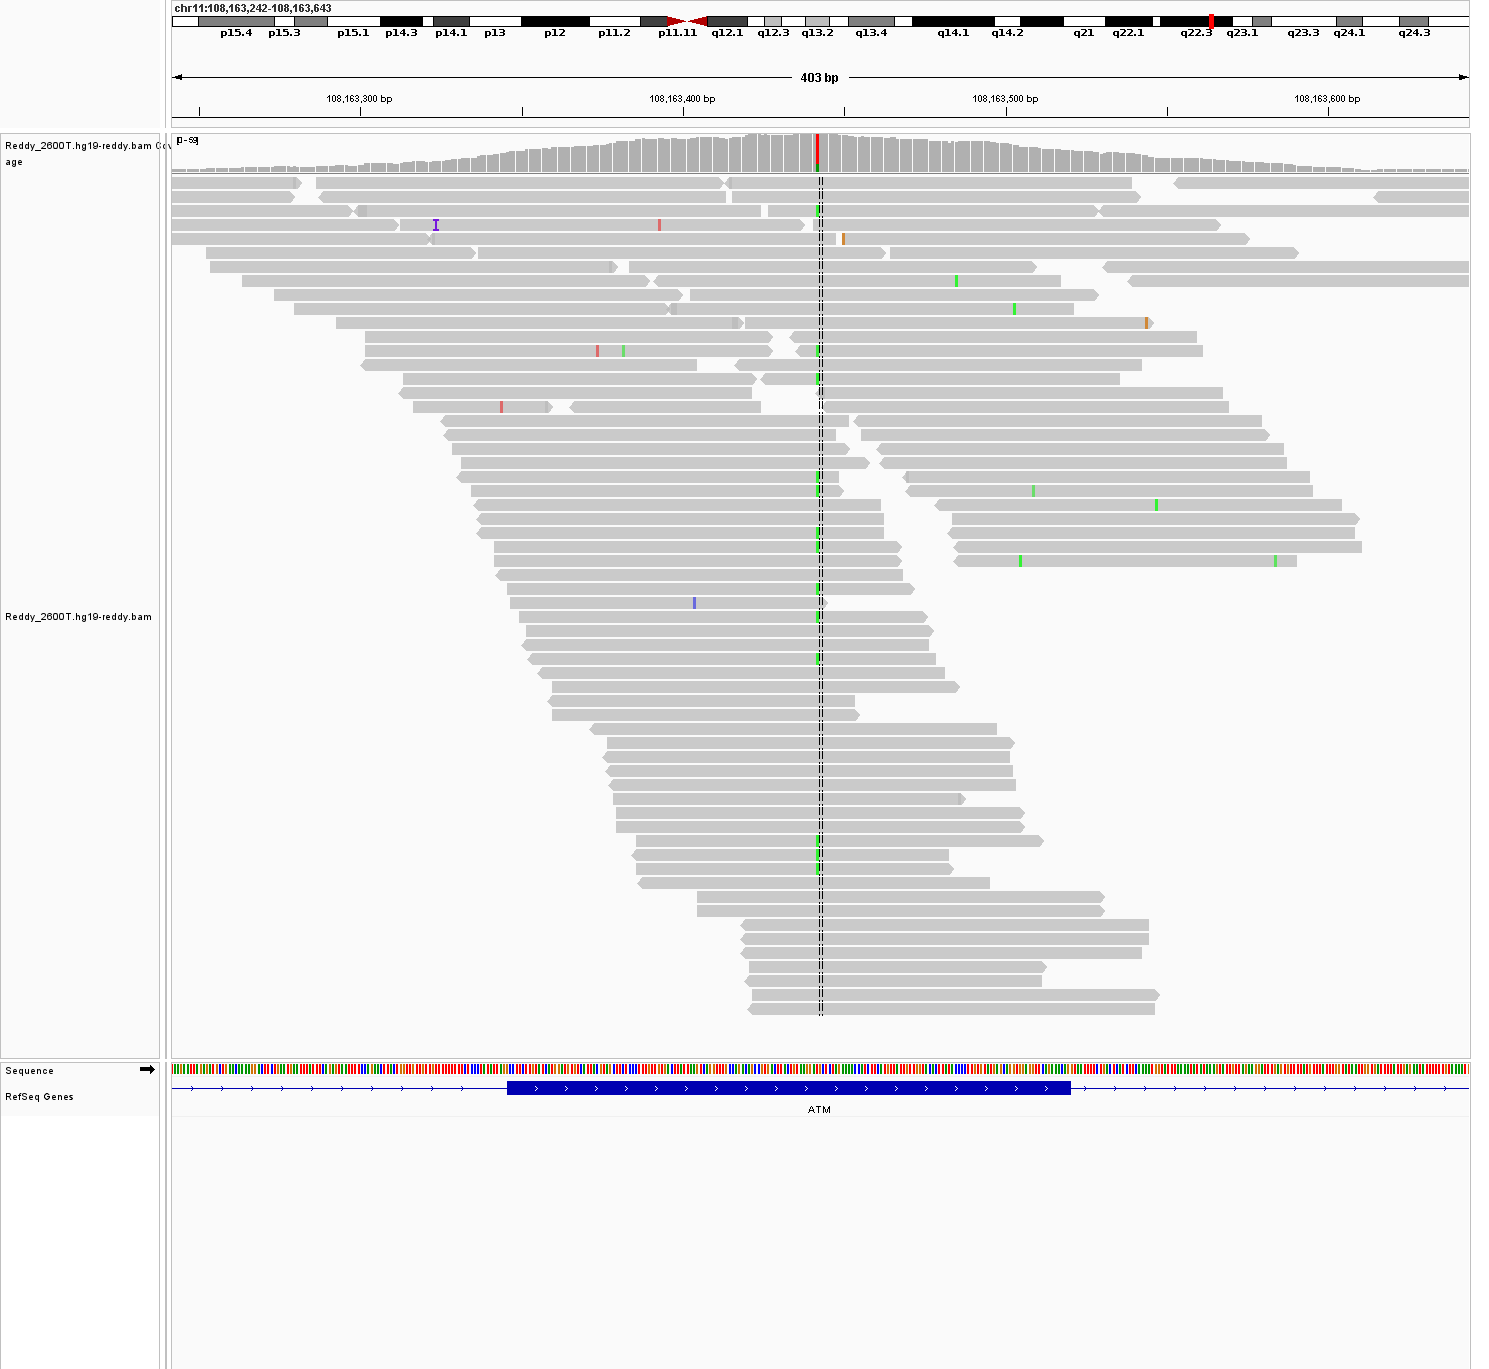 chr11:108,163,242-108,163,643
p15.4 p15.3 p15.1 p14.3 p14.1 p13 p12 p11.2 p11.11 q12.1 q12.3 q13.2 q13.4 q14.1 q14.2 q21 q22.1 q22.3 q23.1 q23.3 q24.1 q24.3
403 bp
108,163,300 bp 108,163,400 bp 108,163,500 bp 108,163,600 bp
[0-59]
Reddy_2600T.hg19-reddy.bam Cov
age
Reddy_2600T.hg19-reddy.bam
Sequence
RefSeq Genes
ATM